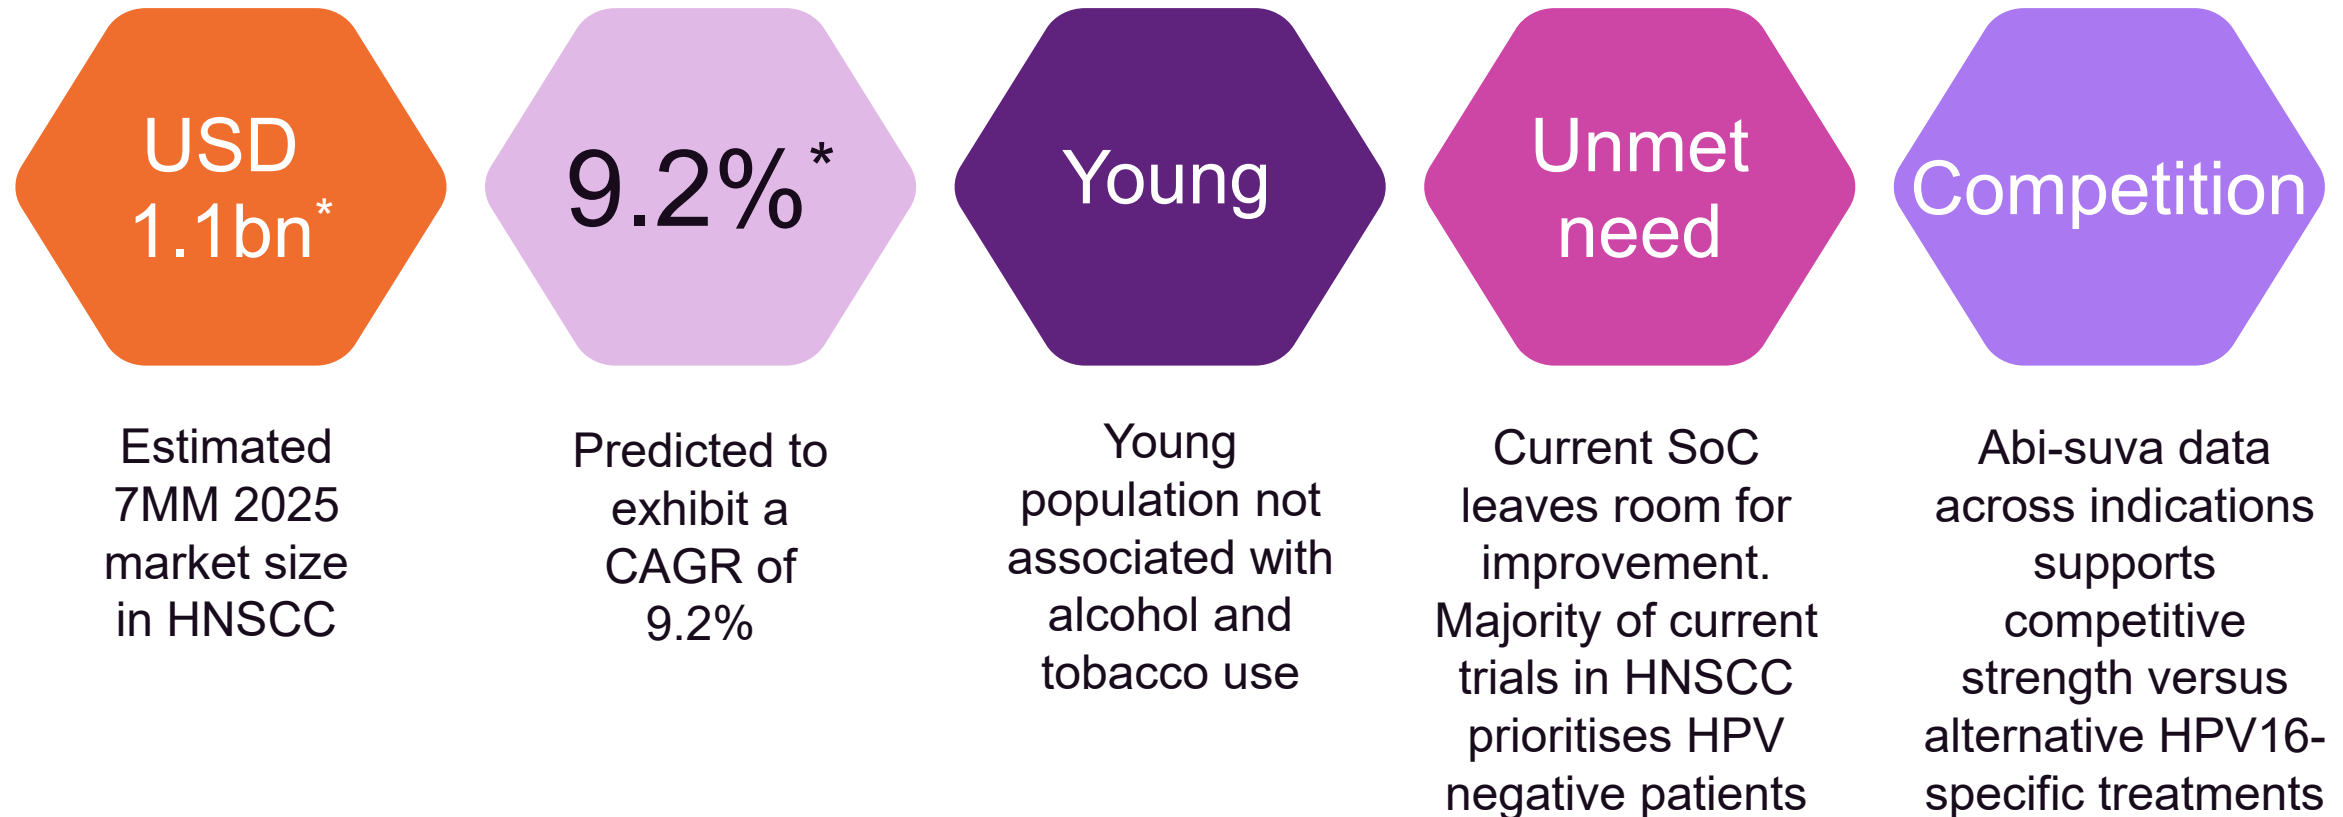 USD
1.1bn*
Estimated
7MM 2025
market size
in HNSCC
9.2%*
Predicted to
exhibit a
CAGR of
9.2%
Young
Young
population not
associated with
alcohol and
tobacco use
Unmet
need
Current SoC
leaves room for
improvement.
Majority of current
trials in HNSCC
prioritises HPV
negative patients
Competition
Abi-suva data
across indications
supports
competitive
strength versus
alternative HPV16-
specific treatments